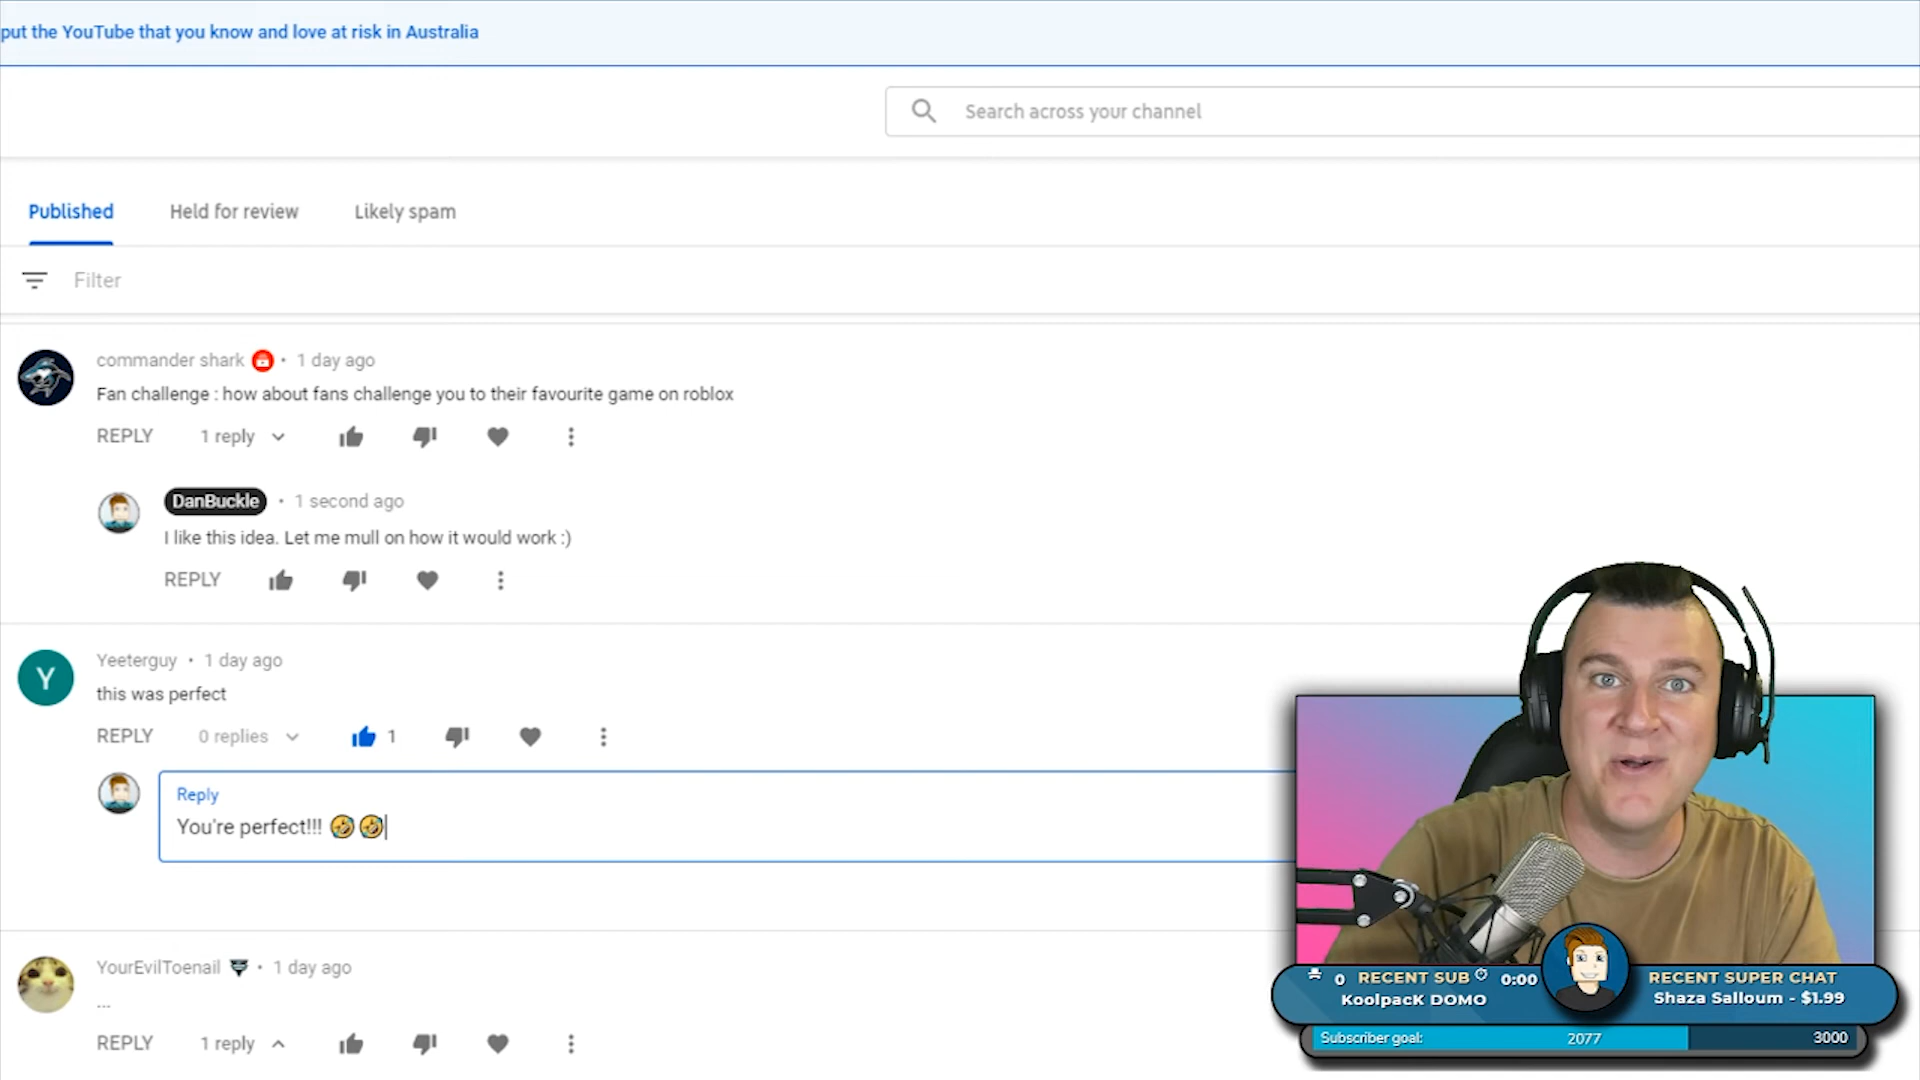 put the YouTube that you know and love at risk in Australia
Search across your channel
Published
Held for review
Likely spam
Filter
commander shark • 1 day ago
Fan challenge : how about fans challenge you to their favourite game on roblox
REPLY
1 reply
DanBuckle • 1 second ago
I like this idea. Let me mull on how it would work :)
REPLY
Y
Yeeterguy • 1 day ago
this was perfect
REPLY
0 replies
1
Reply
You're perfect!!! 🤣🤣
YourEvilToenail • 1 day ago
...
REPLY
1 reply
0 RECENT SUB 0:00
KoolpacK DOMO
RECENT SUPER CHAT
Shaza Salloum - $1.99
Subscriber goal: 2077 3000